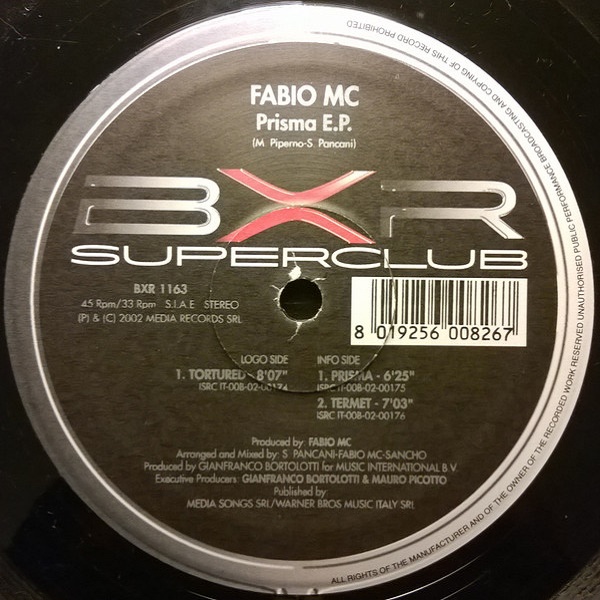 FABIO MC
Prisma E.P.
(M Piperno-S Pancani)
BXR
SUPERCLUB
BXR 1163
45 Rpm/33 Rpm S.I.A.E STEREO
(P) & (C) 2002 MEDIA RECORDS SRL
8 019256 008267
LOGO SIDE
1. TORTURED - 8'07"
ISRC IT-00B-02-00174
INFO SIDE
1. PRISMA - 6'25"
ISRC IT-00B-02-00175
2. TERMET - 7'03"
ISRC IT-00B-02-00176
Produced by: FABIO MC
Arranged and Mixed by: S PANCANI-FABIO MC-SANCHO
Produced by GIANFRANCO BORTOLOTTI for MUSIC INTERNATIONAL B.V.
Executive Producers: GIANFRANCO BORTOLOTTI & MAURO PICOTTO
Published by
MEDIA SONGS SRL/WARNER BROS MUSIC ITALY SRL
ALL RIGHTS OF THE MANUFACTURER AND OF THE OWNER OF THE RECORDED WORK RESERVED UNAUTHORISED PUBLIC PERFORMANCE BROADCASTING AND COPYING OF THIS RECORD PROHIBITED